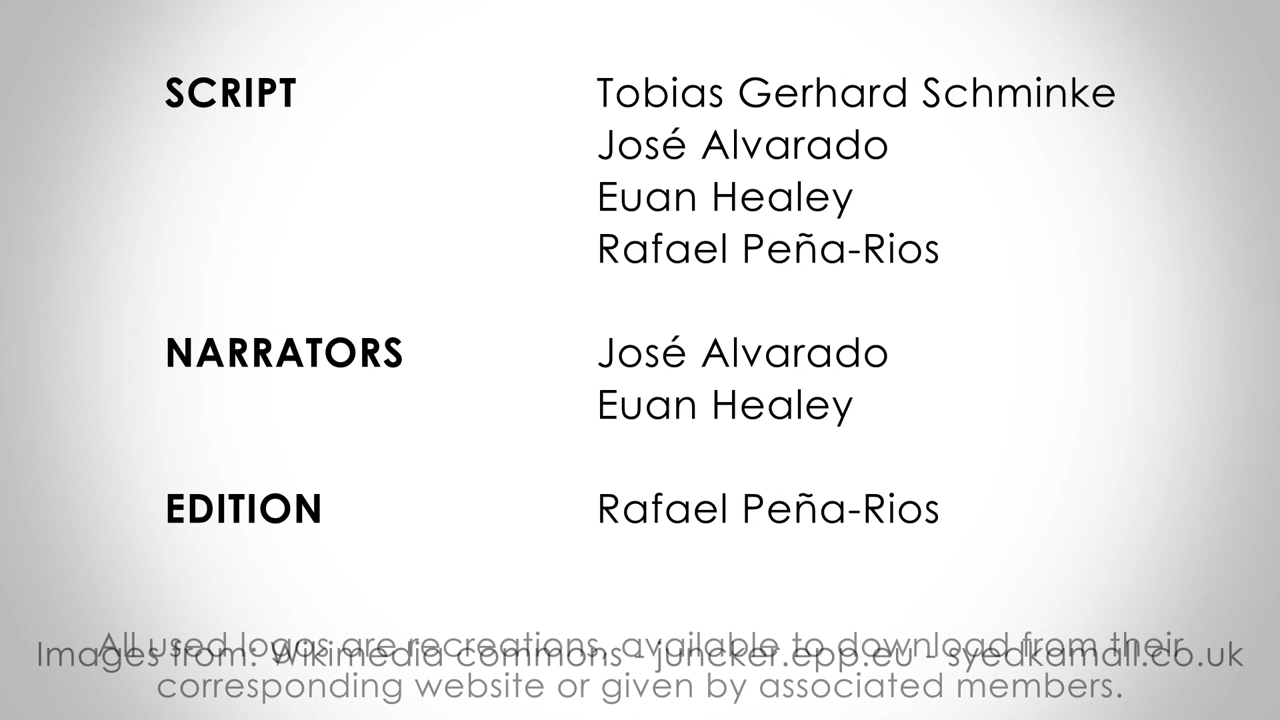 SCRIPT Tobias Gerhard Schminke
José Alvarado
Euan Healey
Rafael Peña-Rios
NARRATORS José Alvarado
Euan Healey
EDITION Rafael Peña-Rios
All used logos are recreations, available to download from their
Images from: Wikimedia commons - juncker.epp.eu - syedkamall.co.uk
corresponding website or given by associated members.